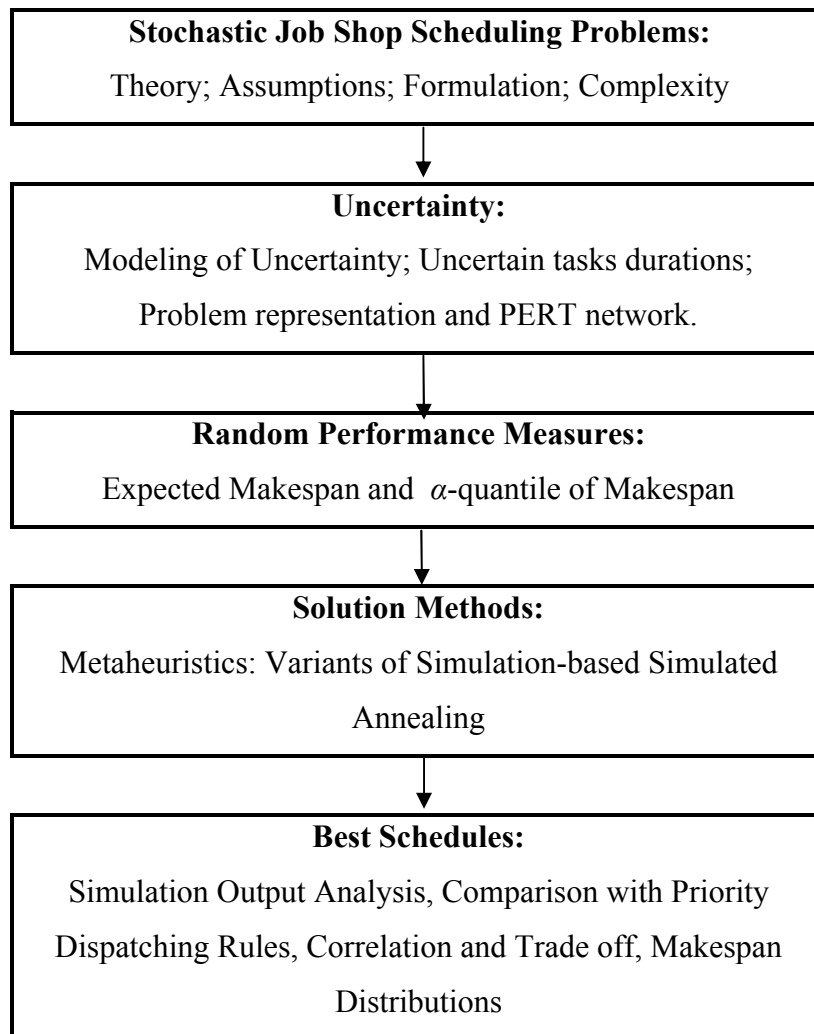 Stochastic Job Shop Scheduling Problems:
Theory; Assumptions; Formulation; Complexity
Uncertainty:
Modeling of Uncertainty; Uncertain tasks durations;
Problem representation and PERT network.
Random Performance Measures:
Expected Makespan and α-quantile of Makespan
Solution Methods:
Metaheuristics: Variants of Simulation-based Simulated
Annealing
Best Schedules:
Simulation Output Analysis, Comparison with Priority
Dispatching Rules, Correlation and Trade off, Makespan
Distributions